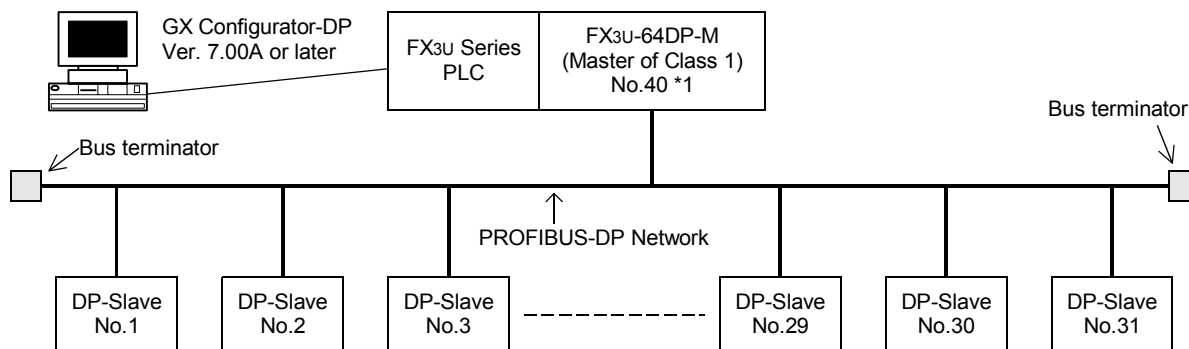 GX Configurator-DP
Ver. 7.00A or later
FX3U Series
PLC
FX3U-64DP-M
(Master of Class 1)
No.40 *1
Bus terminator
Bus terminator
PROFIBUS-DP Network
DP-Slave
No.1
DP-Slave
No.2
DP-Slave
No.3
DP-Slave
No.29
DP-Slave
No.30
DP-Slave
No.31